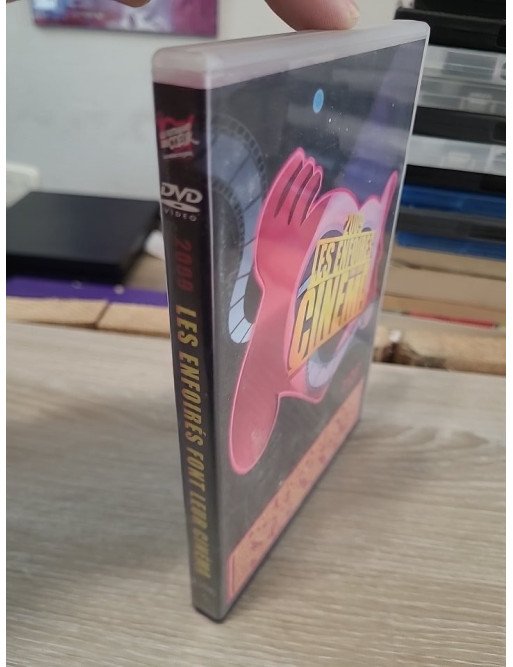 DVD
VIDEO
2009 LES ENFOIRÉS FONT LEUR CINÉMA
2009
LES ENFOIRÉS
CINÉMA